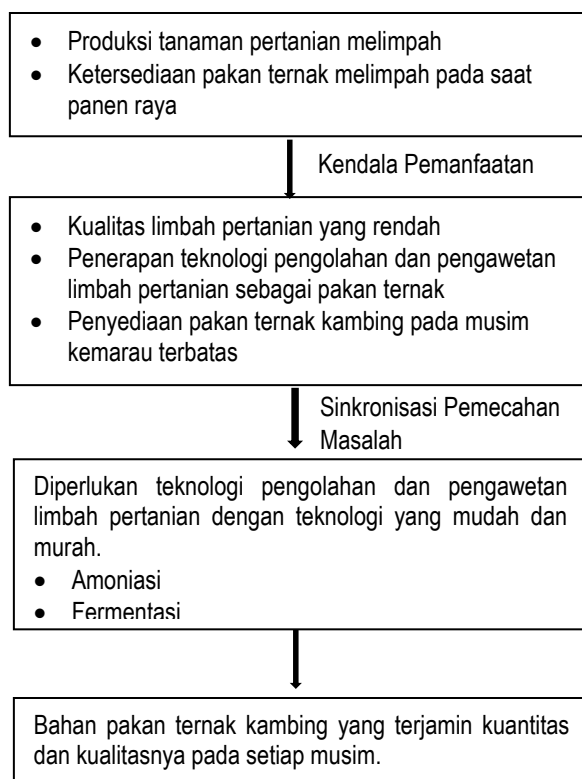 • Produksi tanaman pertanian melimpah
• Ketersediaan pakan ternak melimpah pada saat
panen raya
Kendala Pemanfaatan
• Kualitas limbah pertanian yang rendah
• Penerapan teknologi pengolahan dan pengawetan
limbah pertanian sebagai pakan ternak
• Penyediaan pakan ternak kambing pada musim
kemarau terbatas
Sinkronisasi Pemecahan
Masalah
Diperlukan teknologi pengolahan dan pengawetan
limbah pertanian dengan teknologi yang mudah dan
murah.
• Amoniasi
• Fermentasi
Bahan pakan ternak kambing yang terjamin kuantitas
dan kualitasnya pada setiap musim.